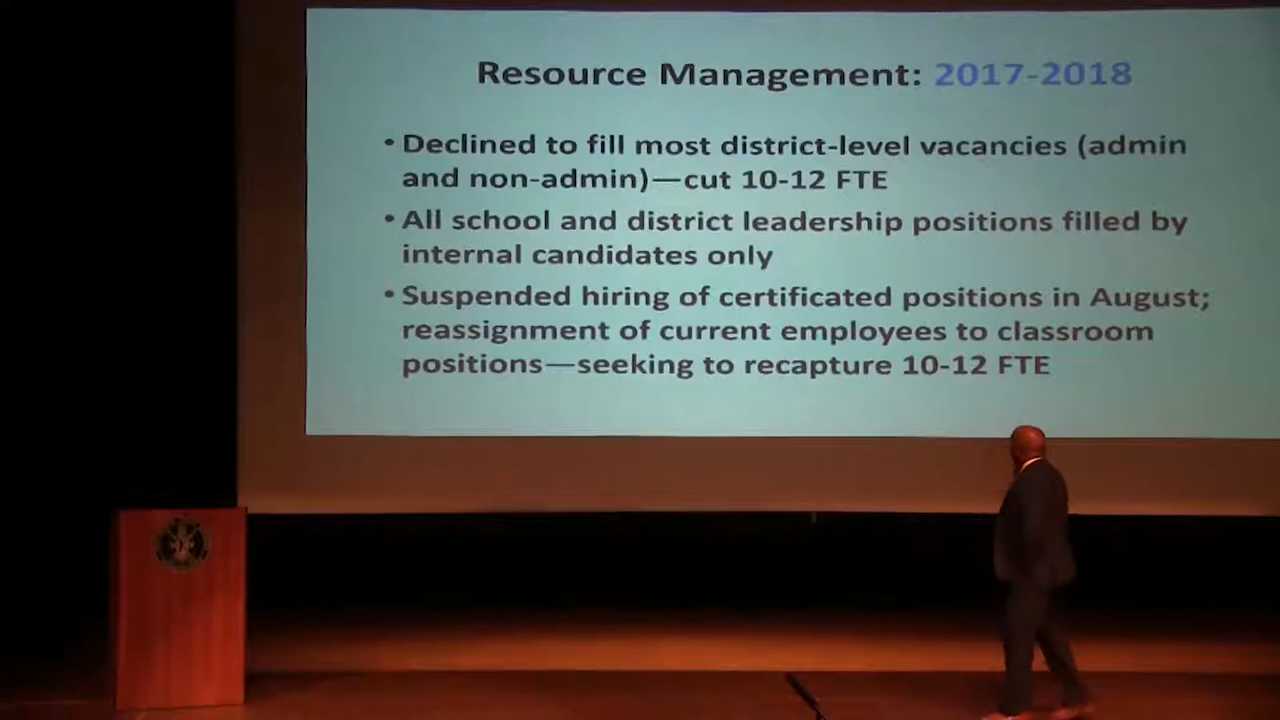 Resource Management: 2017-2018
• Declined to fill most district-level vacancies (admin
and non-admin)—cut 10-12 FTE
• All school and district leadership positions filled by
internal candidates only
• Suspended hiring of certificated positions in August;
reassignment of current employees to classroom
positions—seeking to recapture 10-12 FTE